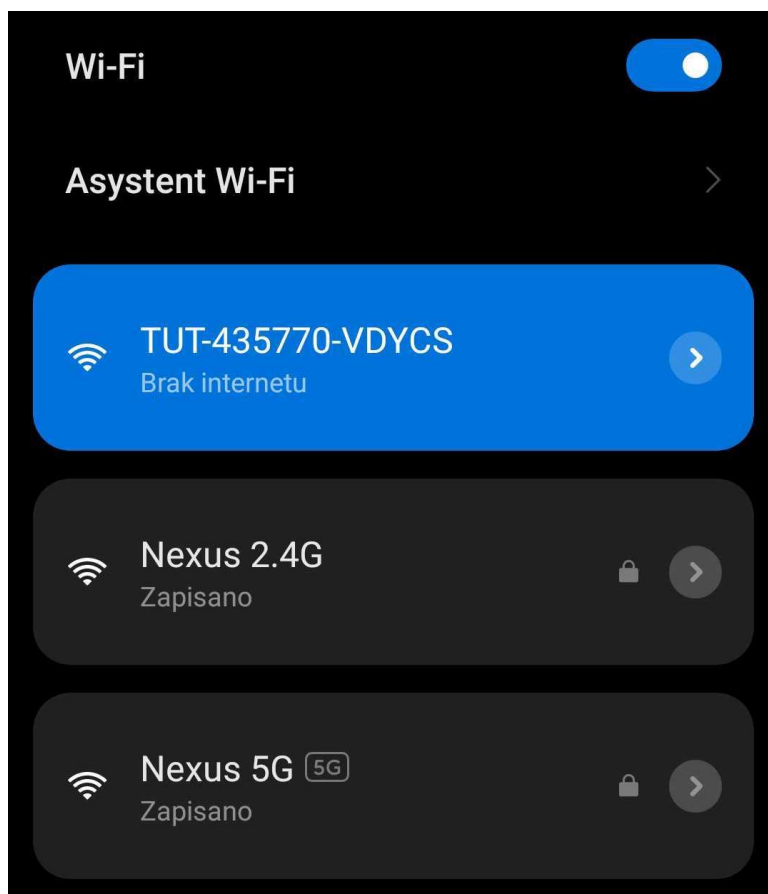 Wi-Fi
Asystent Wi-Fi
TUT-435770-VDYCS
Brak internetu
Nexus 2.4G
Zapisano
Nexus 5G 5G
Zapisano